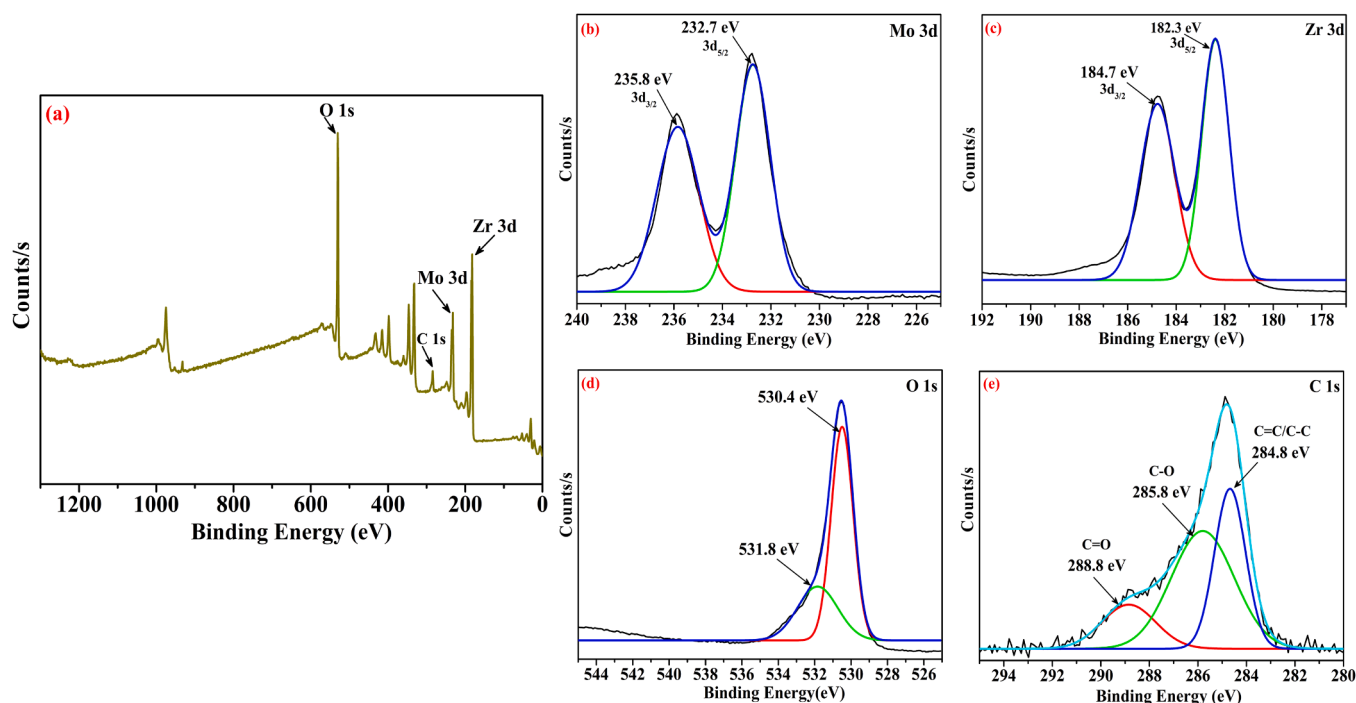 (a)
O 1s
Zr 3d
Mo 3d
C 1s
Counts/s
1200 1000 800 600 400 200 0
Binding Energy (eV)
(b)
Mo 3d
232.7 eV
3d5/2
235.8 eV
3d3/2
Counts/s
240 238 236 234 232 230 228 226
Binding Energy (eV)
(c)
Zr 3d
182.3 eV
3d5/2
184.7 eV
3d3/2
Counts/s
192 190 188 186 184 182 180 178
Binding Energy (eV)
(d)
O 1s
530.4 eV
531.8 eV
Counts/s
544 542 540 538 536 534 532 530 528 526
Binding Energy(eV)
(e)
C 1s
C=C/C-C
284.8 eV
C-O
285.8 eV
C=O
288.8 eV
Counts/s
294 292 290 288 286 284 282 280
Binding Energy (eV)